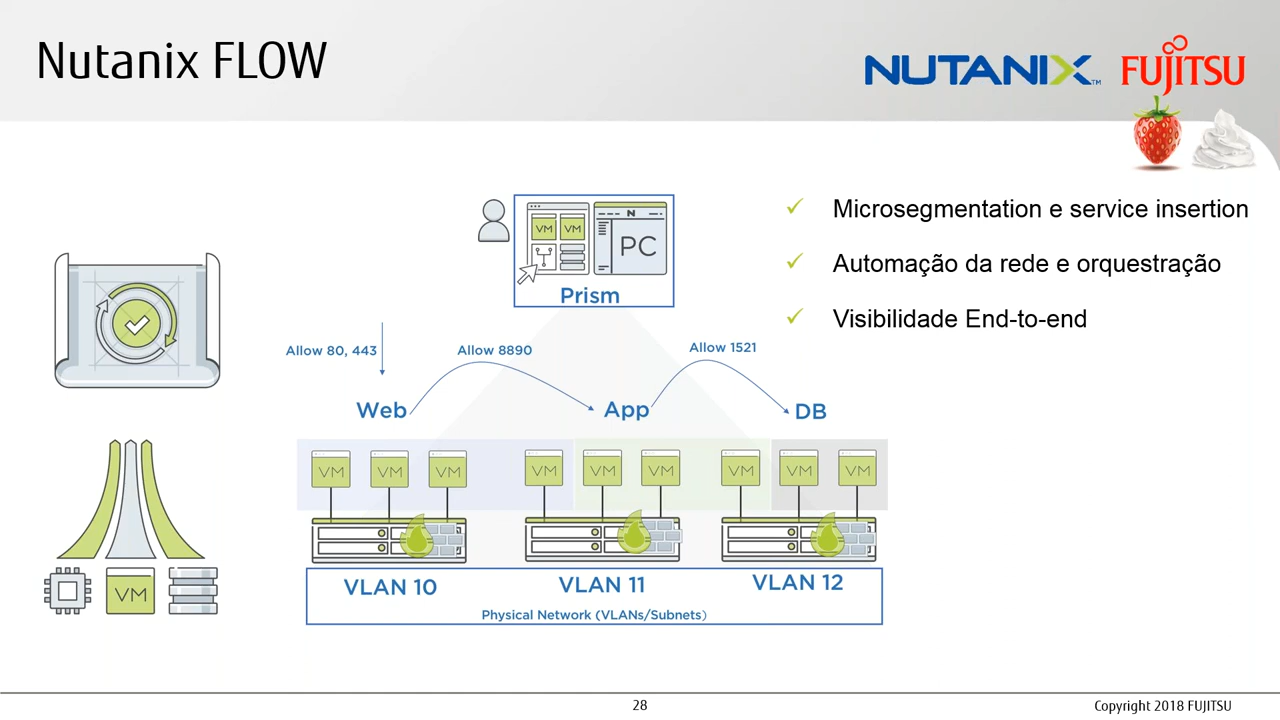 Nutanix FLOW
NUTANIX™
FUJITSU
VM VM
N
PC
Prism
Microsegmentation e service insertion
Automação da rede e orquestração
Visibilidade End-to-end
Allow 80, 443
Allow 8890
Allow 1521
Web
App
DB
VM VM VM VM VM VM VM VM VM
VLAN 10
VLAN 11
VLAN 12
Physical Network (VLANs/Subnets)
VM
28
Copyright 2018 FUJITSU